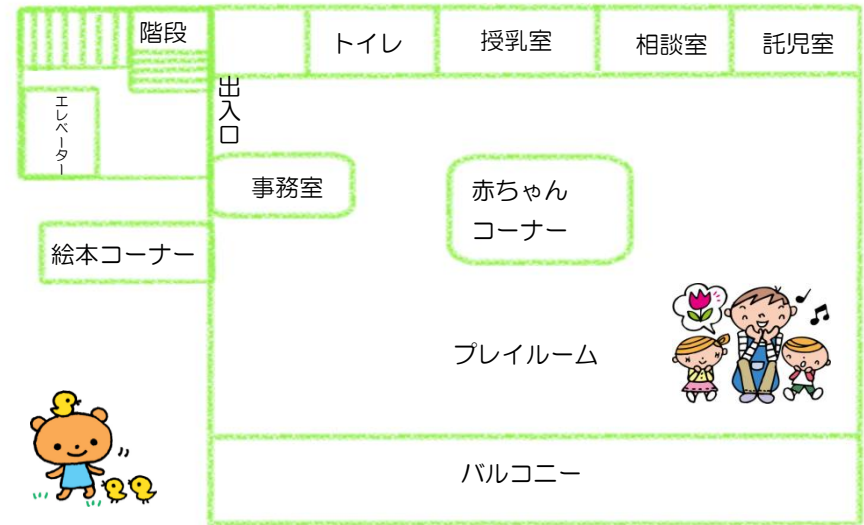 階段
トイレ
授乳室
相談室
託児室
エレベーター
出入口
事務室
赤ちゃん
コーナー
絵本コーナー
プレイルーム
バルコニー